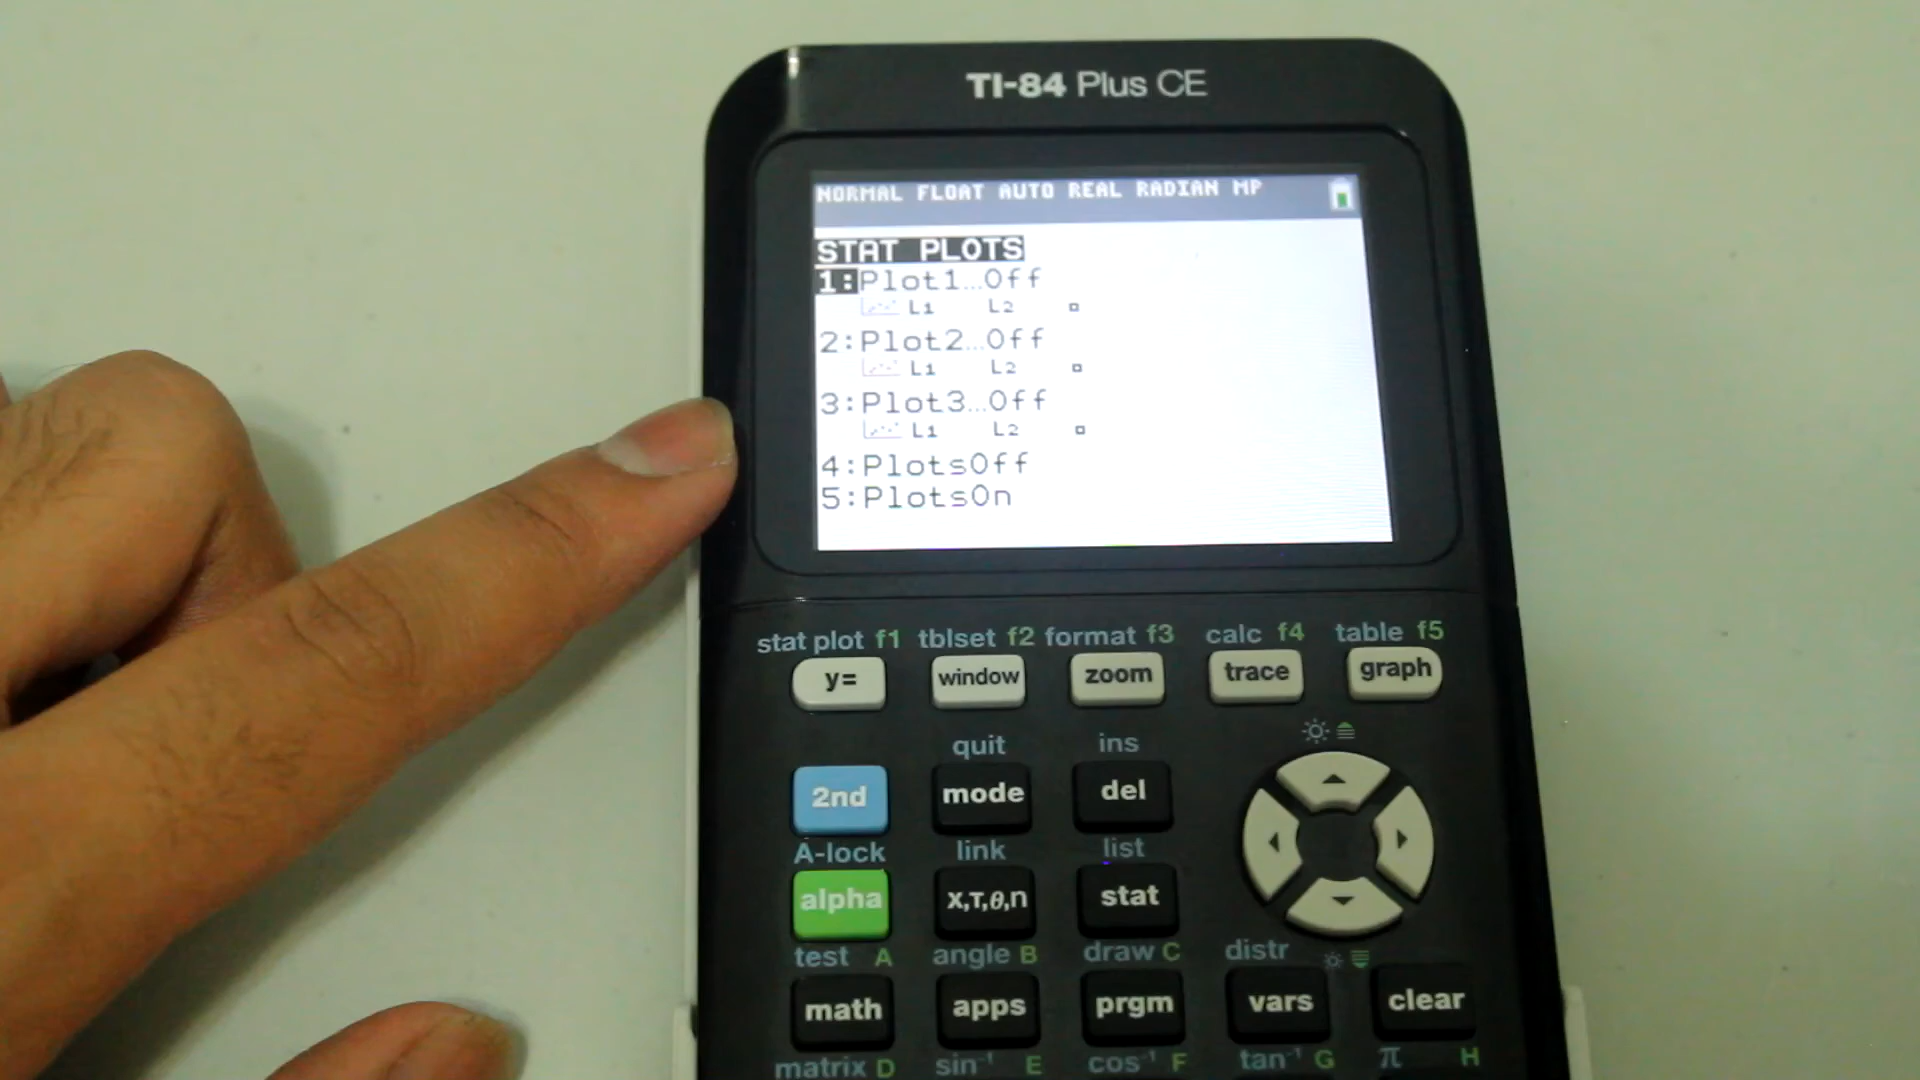 TI-84 Plus CE
NORMAL FLOAT AUTO REAL RADIAN MP
STAT PLOTS
1:Plot1…Off
L1 L2
2:Plot2…Off
L1 L2
3:Plot3…Off
L1 L2
4:PlotsOff
5:PlotsOn
stat plot f1 tblset f2 format f3 calc f4 table f5
y= window zoom trace graph
quit ins
2nd mode del
A-lock link list
alpha X,T,θ,n stat
test A angle B draw C distr
math apps prgm vars clear
matrix D sin⁻¹ E cos⁻¹ F tan⁻¹ G π H